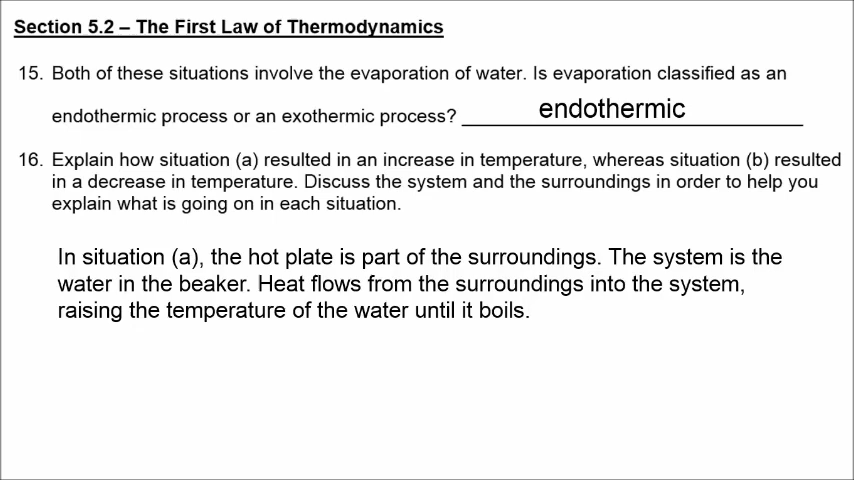 Section 5.2 – The First Law of Thermodynamics
15. Both of these situations involve the evaporation of water. Is evaporation classified as an
endothermic process or an exothermic process? endothermic
16. Explain how situation (a) resulted in an increase in temperature, whereas situation (b) resulted
in a decrease in temperature. Discuss the system and the surroundings in order to help you
explain what is going on in each situation.
In situation (a), the hot plate is part of the surroundings. The system is the
water in the beaker. Heat flows from the surroundings into the system,
raising the temperature of the water until it boils.